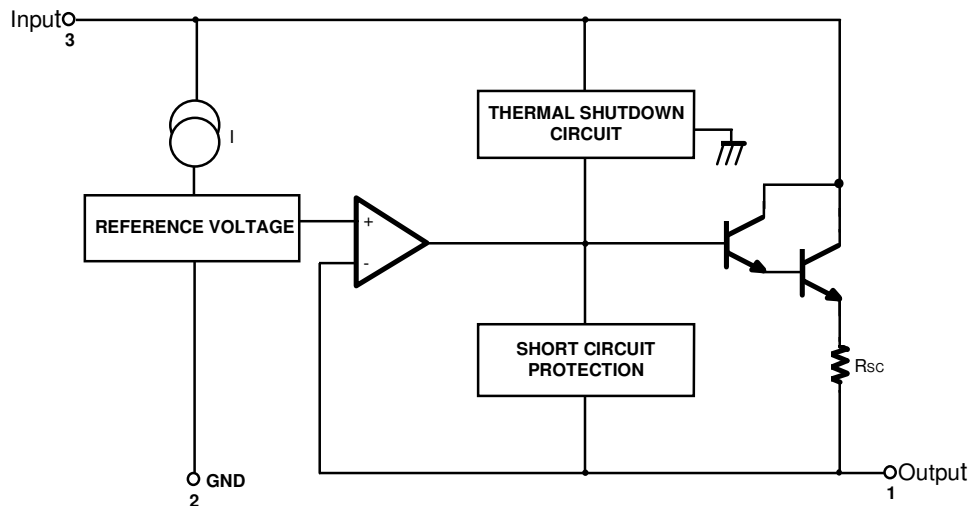 Input
3
THERMAL SHUTDOWN
CIRCUIT
I
REFERENCE VOLTAGE
+
-
SHORT CIRCUIT
PROTECTION
RSC
GND
2
Output
1